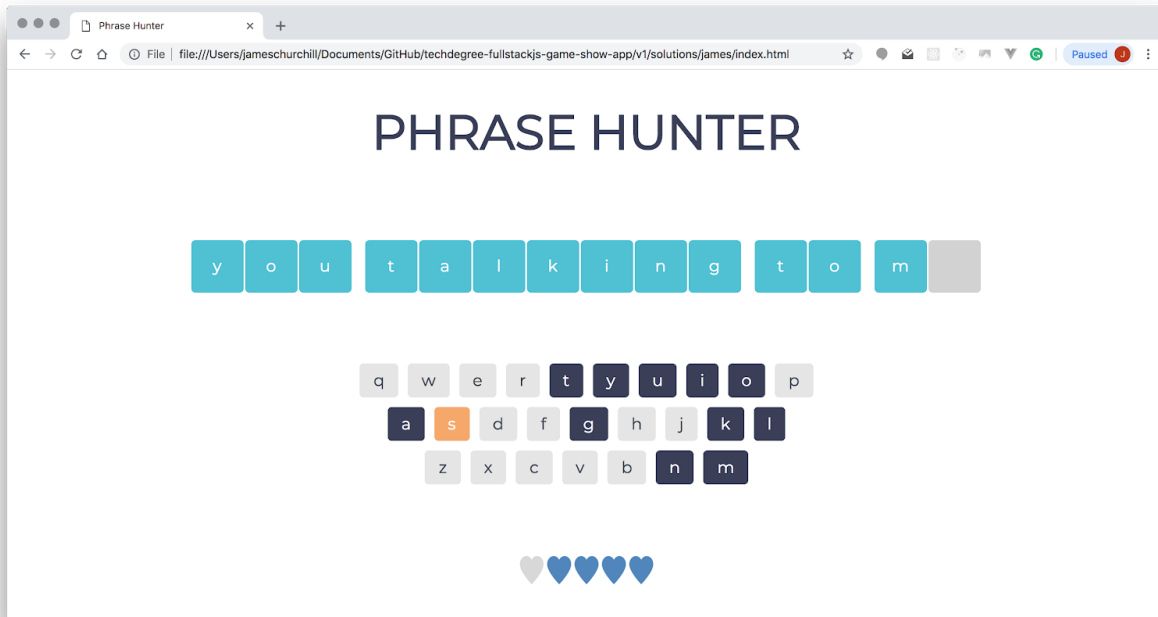 Phrase Hunter
File file:///Users/jameschurchill/Documents/GitHub/techdegree-fullstackjs-game-show-app/v1/solutions/james/index.html Paused J
PHRASE HUNTER
y o u t a l k i n g t o m
q w e r t y u i o p
a s d f g h j k l
z x c v b n m